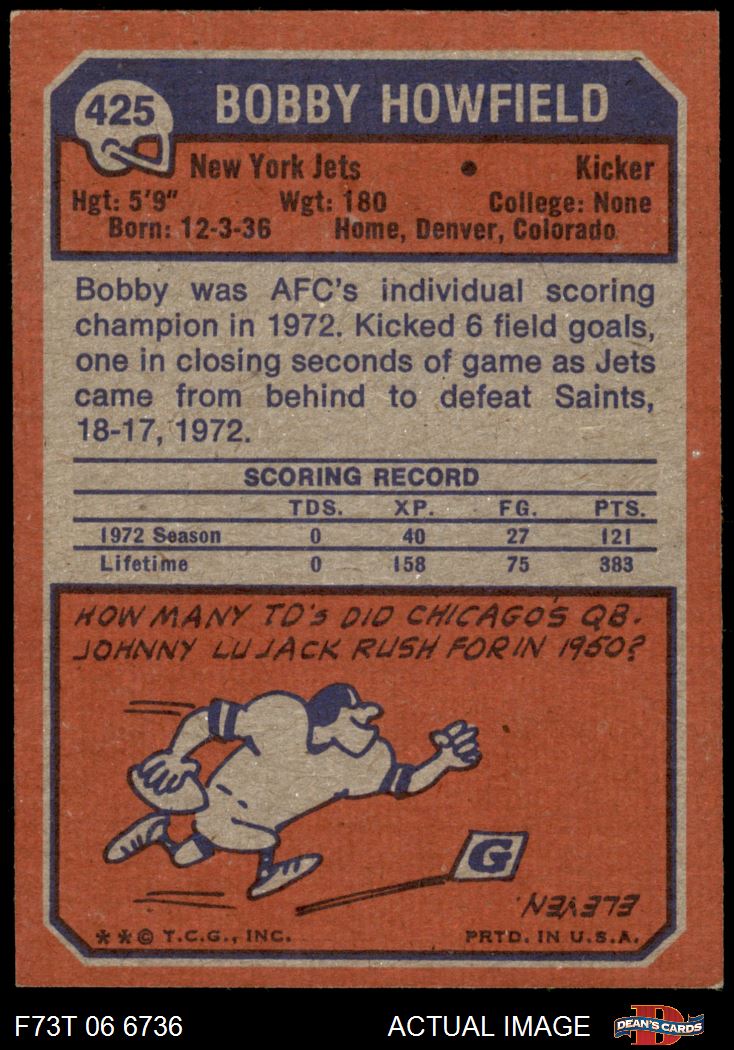 425
BOBBY HOWFIELD
New York Jets • Kicker
Hgt: 5'9" Wgt: 180 College: None
Born: 12-3-36 Home, Denver, Colorado
Bobby was AFC's individual scoring
champion in 1972. Kicked 6 field goals,
one in closing seconds of game as Jets
came from behind to defeat Saints,
18-17, 1972.
SCORING RECORD
TDS. XP. FG. PTS.
1972 Season 0 40 27 121
Lifetime 0 158 75 383
HOW MANY TD'S DID CHICAGO'S QB.
JOHNNY LUJACK RUSH FOR IN 1950?
G
ELEVEN
**© T.C.G., INC. PRTD. IN U.S.A.
F73T 06 6736 ACTUAL IMAGE
D
DEAN'S CARDS